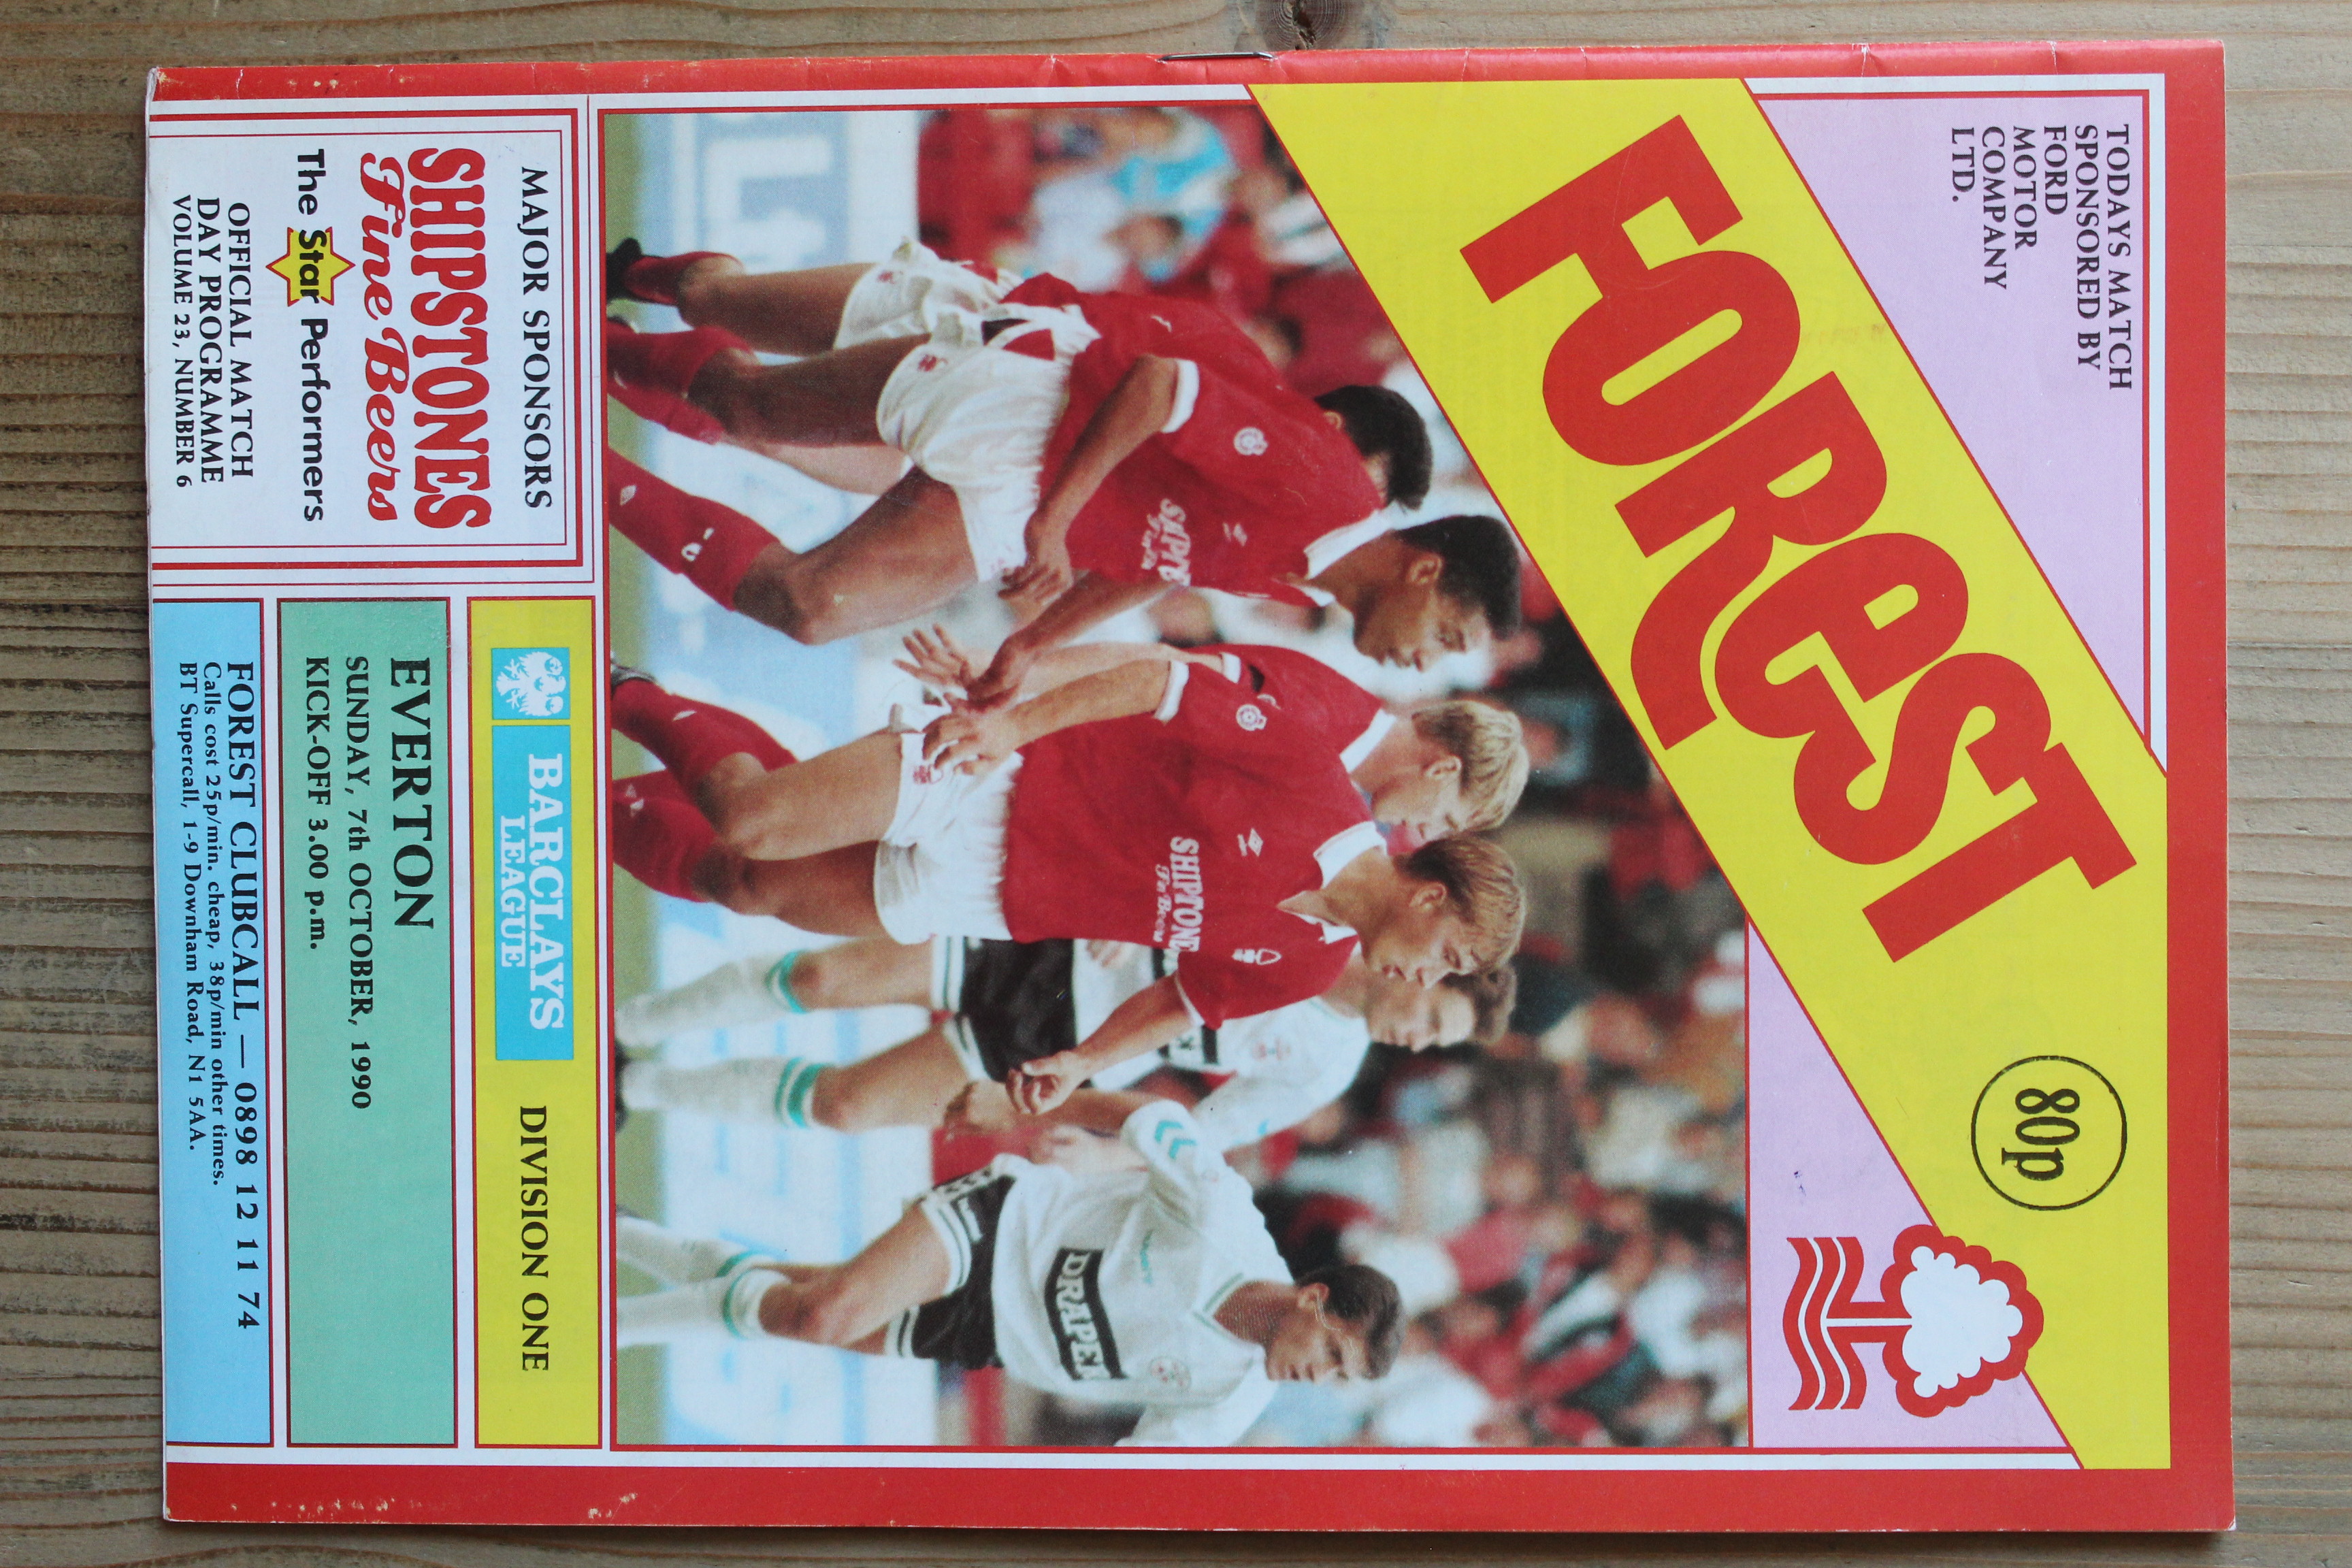 TODAYS MATCH
SPONSORED BY
FORD
MOTOR
COMPANY
LTD.
FOREST
80p
SHIPSTONES
DRAPER
MAJOR SPONSORS
SHIPSTONES
Fine Beers
The Star Performers
OFFICIAL MATCH
DAY PROGRAMME
VOLUME 23, NUMBER 6
BARCLAYS
LEAGUE
DIVISION ONE
EVERTON
SUNDAY, 7th OCTOBER, 1990
KICK-OFF 3.00 p.m.
FOREST CLUBCALL — 0898 12 11 74
Calls cost 25p/min. cheap, 38p/min other times.
BT Supercall, 1-9 Downham Road, N1 5AA.